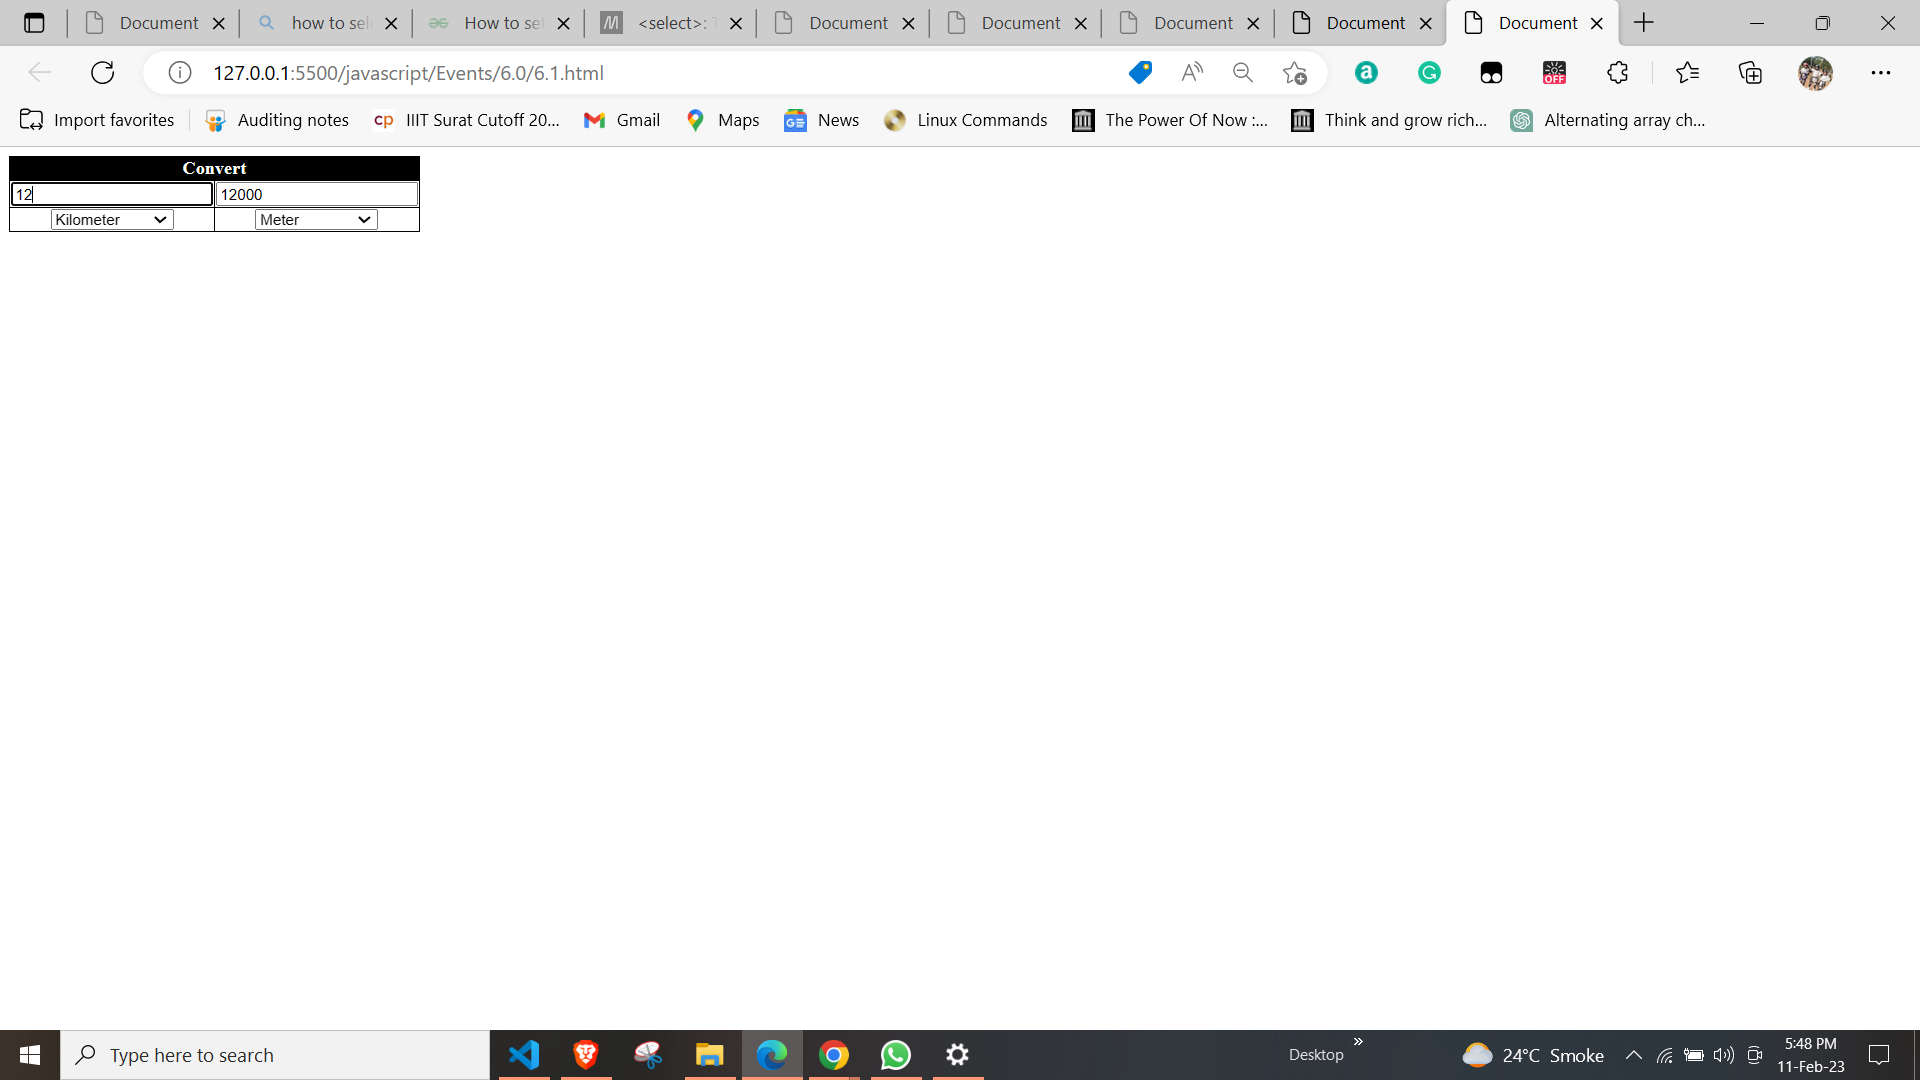 Document
how to sel
How to set
<select>: T
Document
Document
Document
Document
Document
127.0.0.1:5500/javascript/Events/6.0/6.1.html
OFF
Import favorites
Auditing notes
cp IIIT Surat Cutoff 20...
Gmail
Maps
News
Linux Commands
The Power Of Now :...
Think and grow rich...
Alternating array ch...
Convert
12 12000
Kilometer Meter
Type here to search
Desktop
24°C Smoke
5:48 PM
11-Feb-23